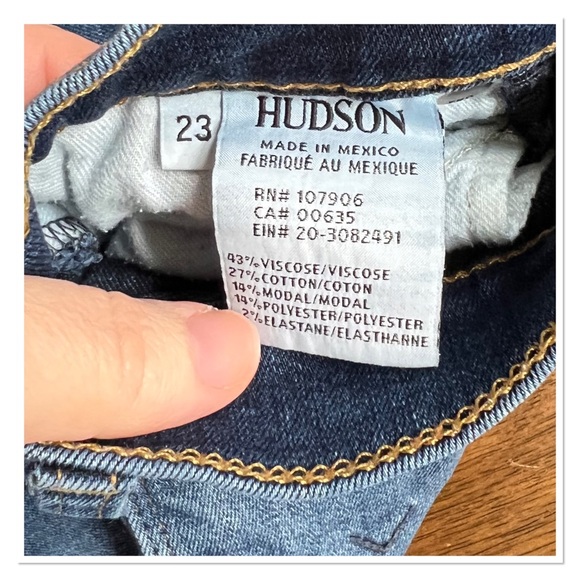 23
HUDSON
MADE IN MEXICO
FABRIQUÉ AU MEXIQUE
RN# 107906
CA# 00635
EIN# 20-3082491
43%VISCOSE/VISCOSE
27%COTTON/COTON
14%MODAL/MODAL
14%POLYESTER/POLYESTER
2%ELASTANE/ELASTHANNE